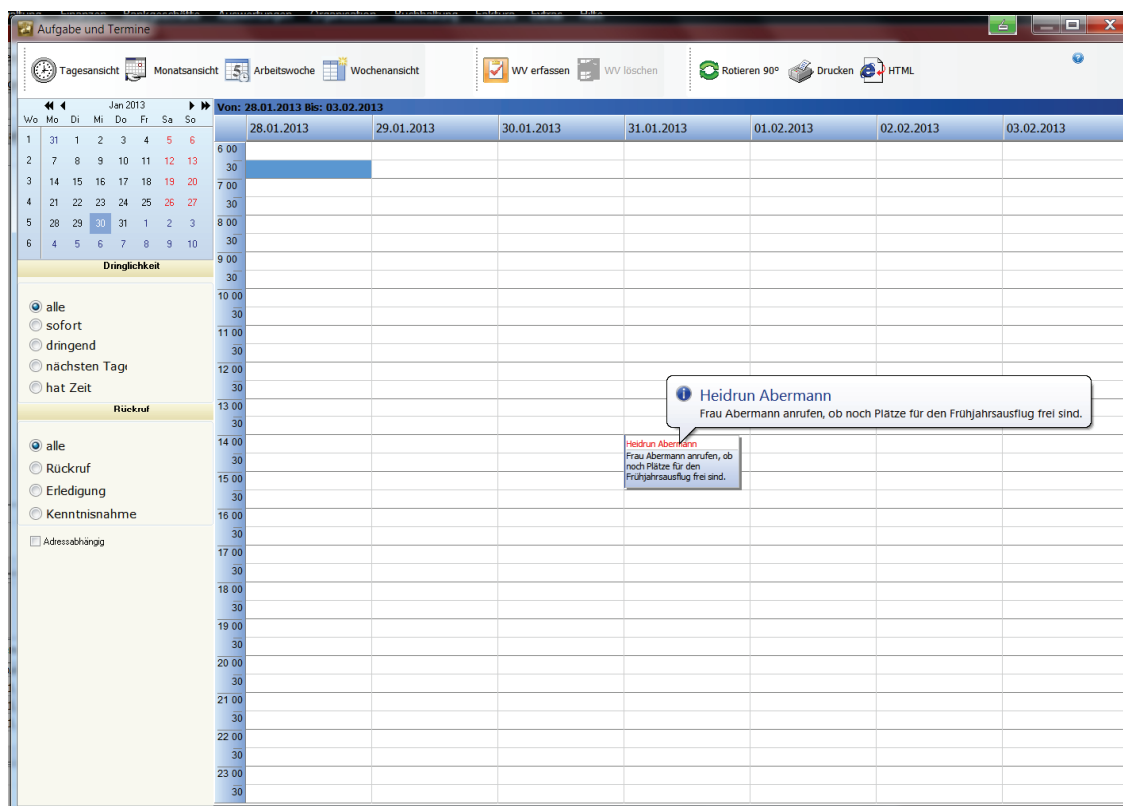 Aufgabe und Termine
Tagesansicht Monatsansicht Arbeitswoche Wochenansicht WV erfassen WV löschen Rotieren 90° Drucken HTML
Jan 2013
Wo Mo Di Mi Do Fr Sa So
1 31 1 2 3 4 5 6
2 7 8 9 10 11 12 13
3 14 15 16 17 18 19 20
4 21 22 23 24 25 26 27
5 28 29 30 31 1 2 3
6 4 5 6 7 8 9 10
Dringlichkeit
alle
sofort
dringend
nächsten Tage
hat Zeit
Rückruf
alle
Rückruf
Erledigung
Kenntnisnahme
Adressabhängig
Von: 28.01.2013 Bis: 03.02.2013
28.01.2013 29.01.2013 30.01.2013 31.01.2013 01.02.2013 02.02.2013 03.02.2013
6 00
30
7 00
30
8 00
30
9 00
30
10 00
30
11 00
30
12 00
30
13 00
30
14 00
30
15 00
30
16 00
30
17 00
30
18 00
30
19 00
30
20 00
30
21 00
30
22 00
30
23 00
30
Heidrun Abermann
Frau Abermann anrufen, ob noch Plätze für den Frühjahrsausflug frei sind.
Heidrun Abermann
Frau Abermann anrufen, ob
noch Plätze für den
Frühjahrsausflug frei sind.